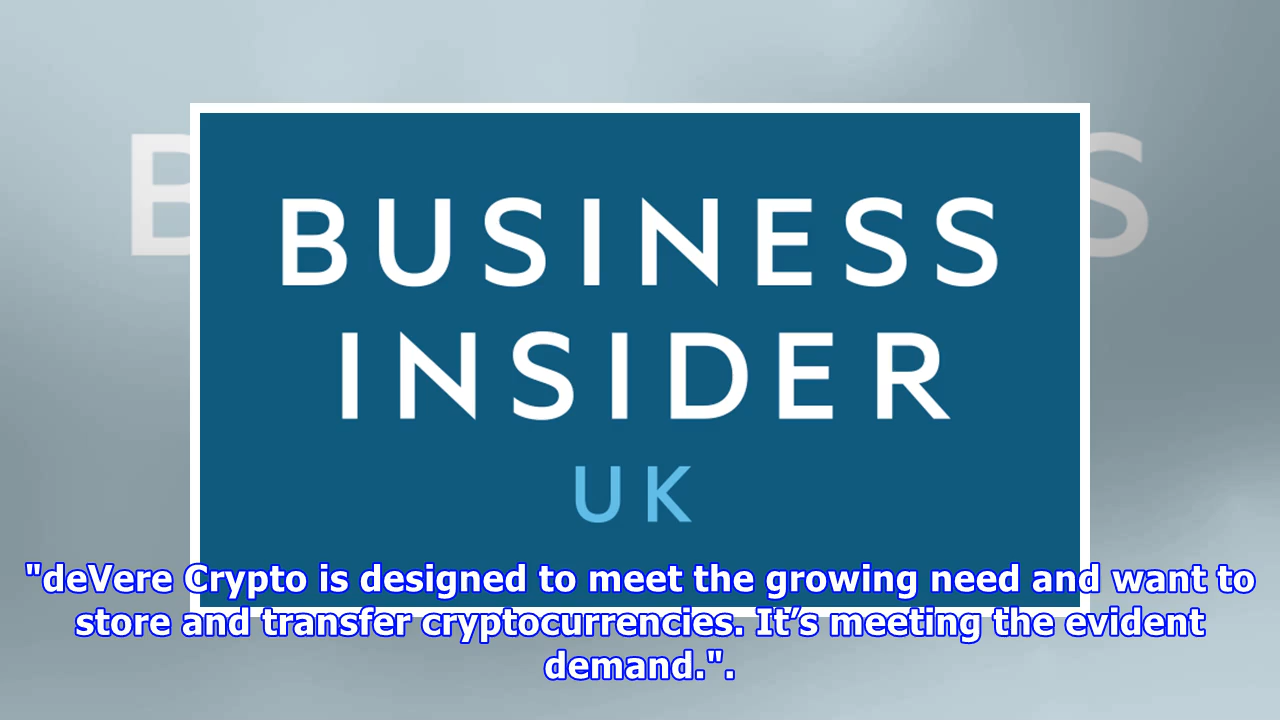 BUSINESS
INSIDER
UK
"deVere Crypto is designed to meet the growing need and want to
store and transfer cryptocurrencies. It’s meeting the evident
demand.".